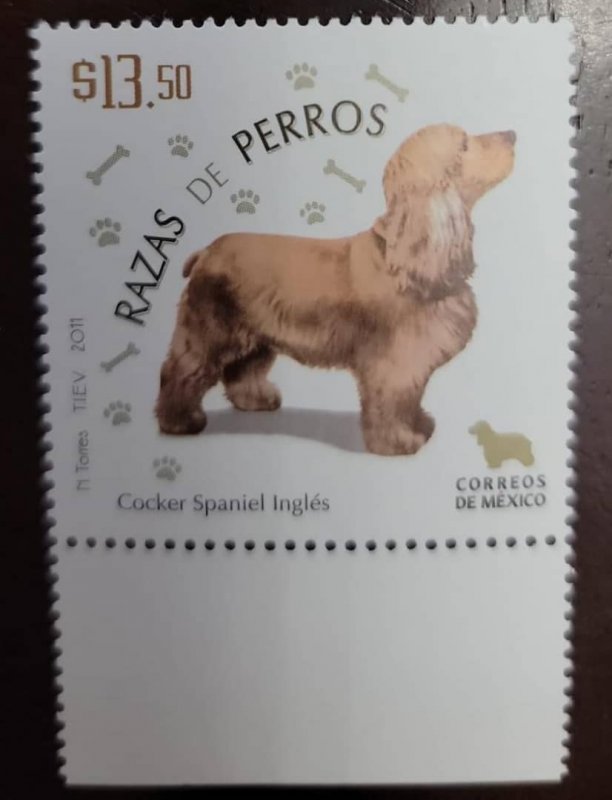 $13.50
RAZAS DE PERROS
N Torres TIEV 2011
Cocker Spaniel Inglés
CORREOS
DE MÉXICO